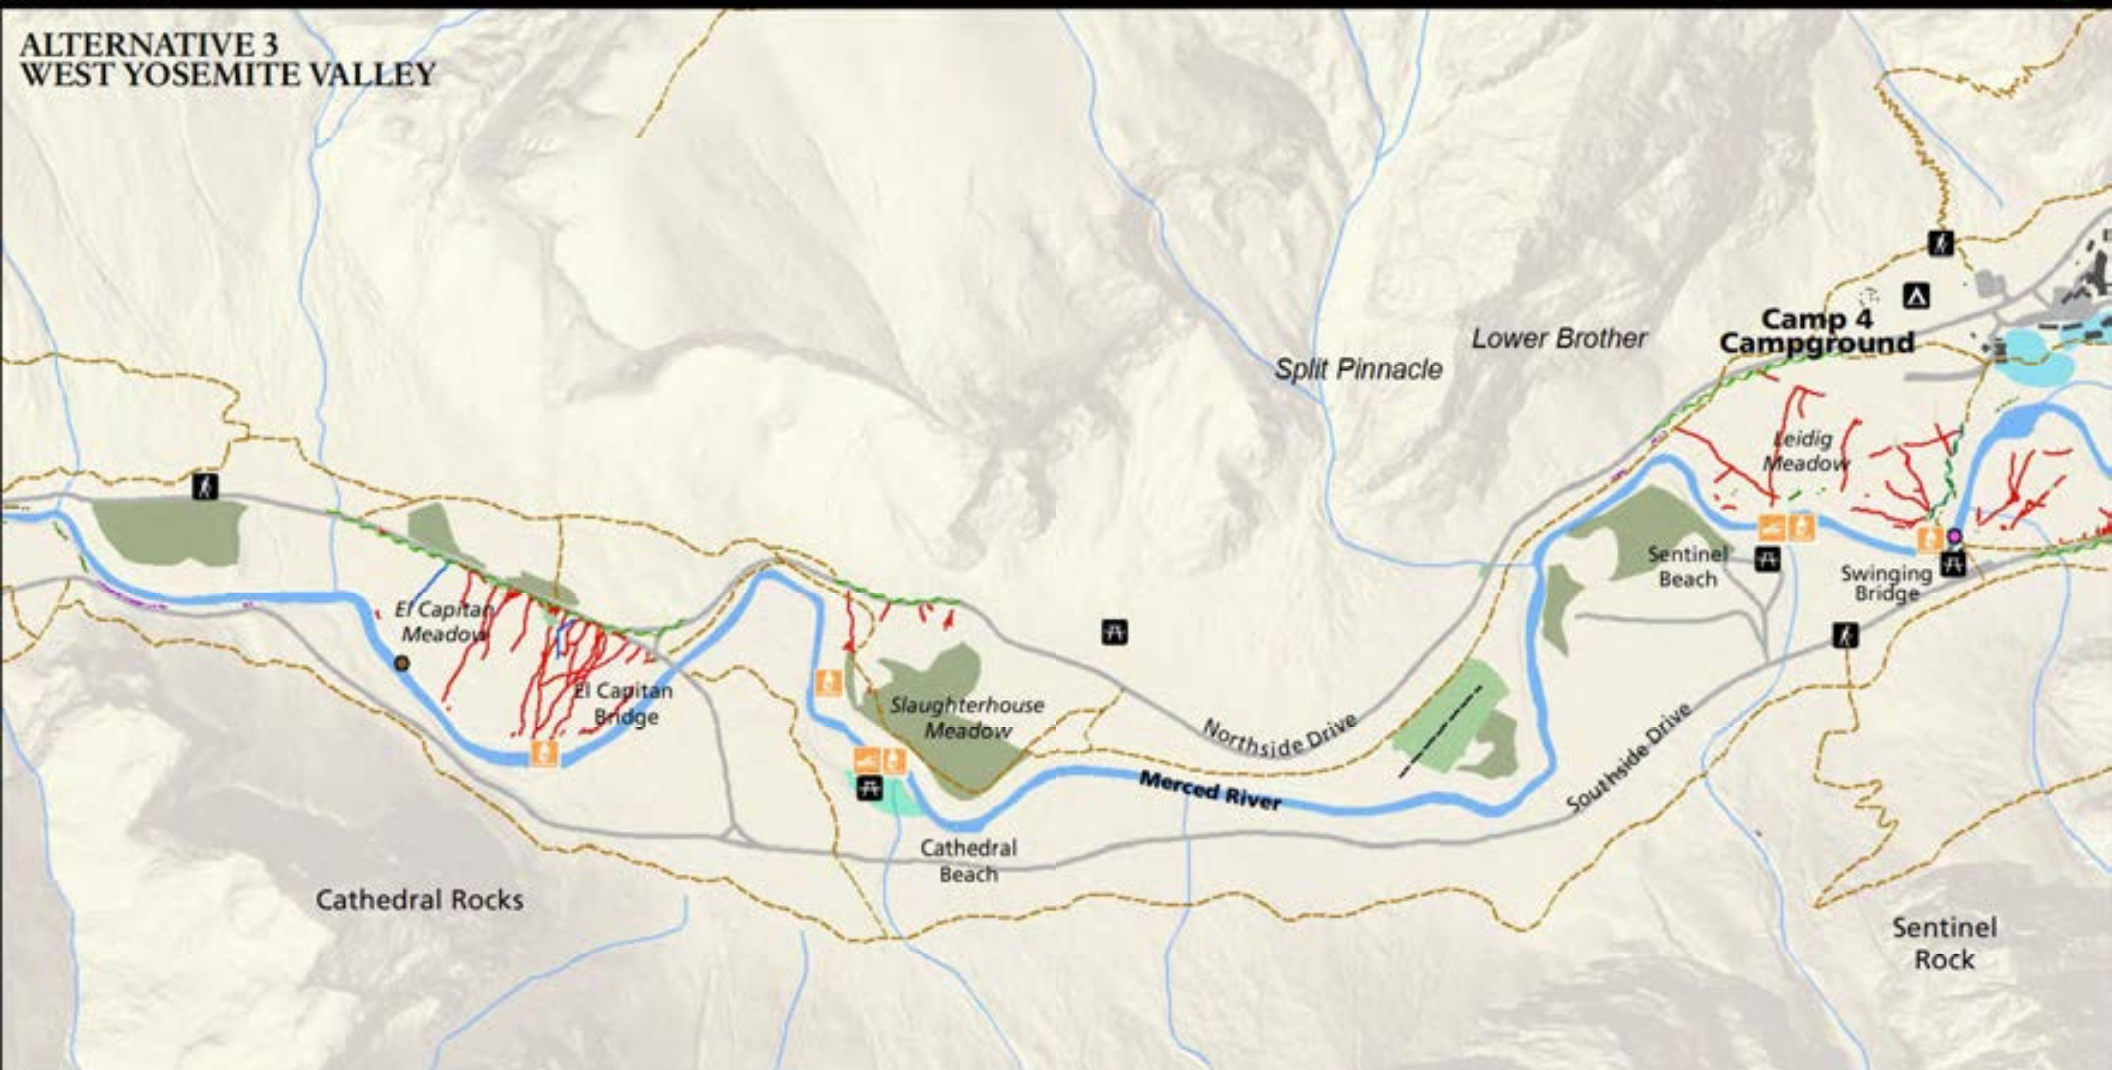 ALTERNATIVE 3
WEST YOSEMITE VALLEY
Split Pinnacle
Lower Brother
Camp 4
Campground
Leidig
Meadow
El Capitan
Meadow
El Capitan
Bridge
Slaughterhouse
Meadow
Sentinel
Beach
Swinging
Bridge
Northside Drive
Southside Drive
Merced River
Cathedral
Beach
Cathedral Rocks
Sentinel
Rock